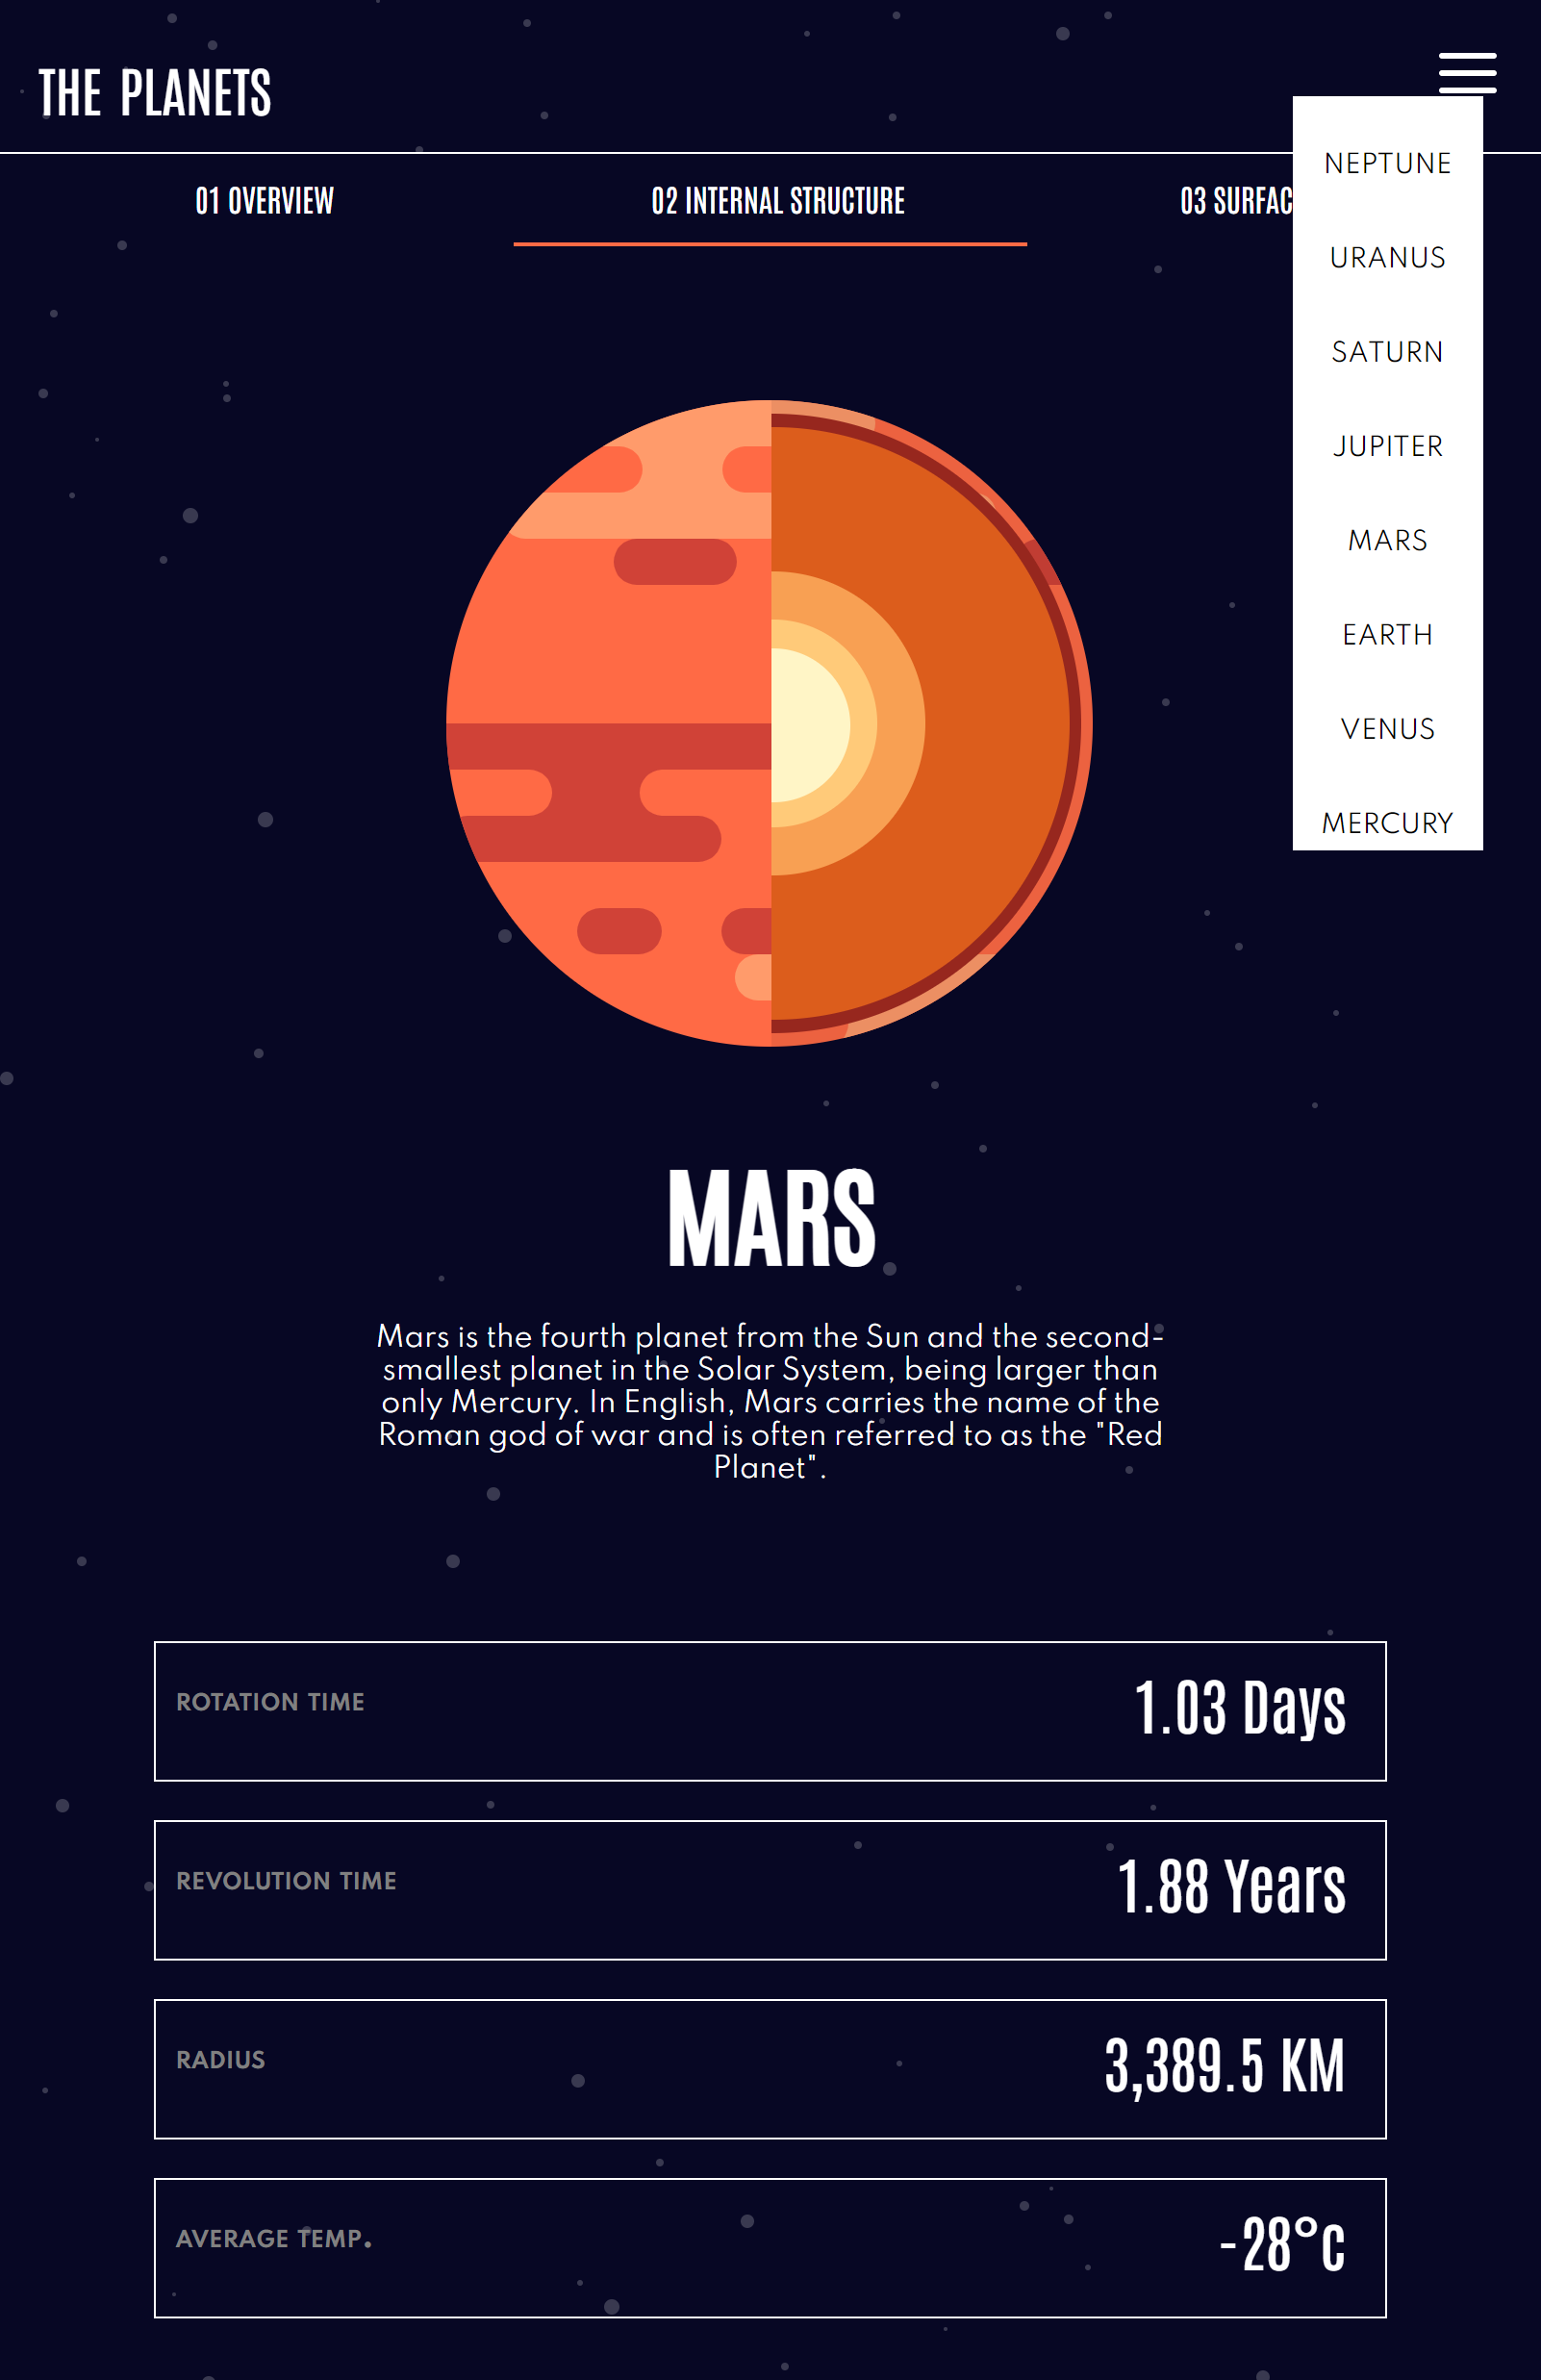 THE PLANETS
01 OVERVIEW
02 INTERNAL STRUCTURE
03 SURFAC
NEPTUNE
URANUS
SATURN
JUPITER
MARS
EARTH
VENUS
MERCURY
MARS
Mars is the fourth planet from the Sun and the second-
smallest planet in the Solar System, being larger than
only Mercury. In English, Mars carries the name of the
Roman god of war and is often referred to as the "Red
Planet".
ROTATION TIME
1.03 Days
REVOLUTION TIME
1.88 Years
RADIUS
3,389.5 KM
AVERAGE TEMP.
-28°c